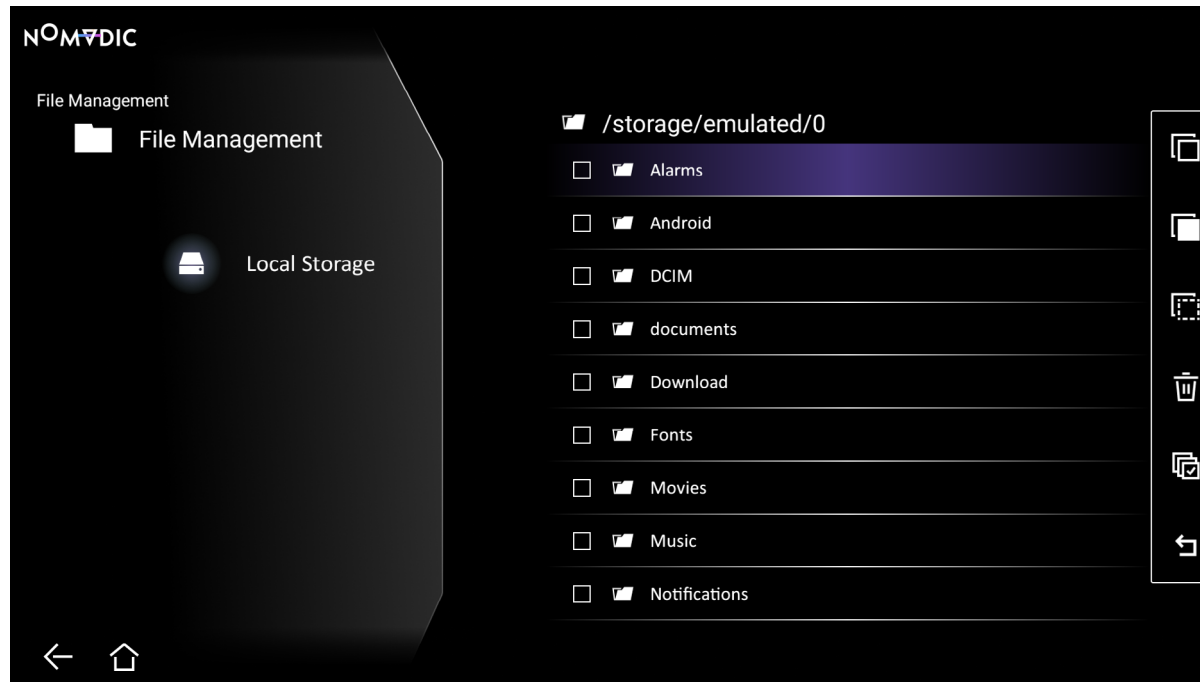 NOMADIC
File Management
File Management
Local Storage
/storage/emulated/0
Alarms
Android
DCIM
documents
Download
Fonts
Movies
Music
Notifications